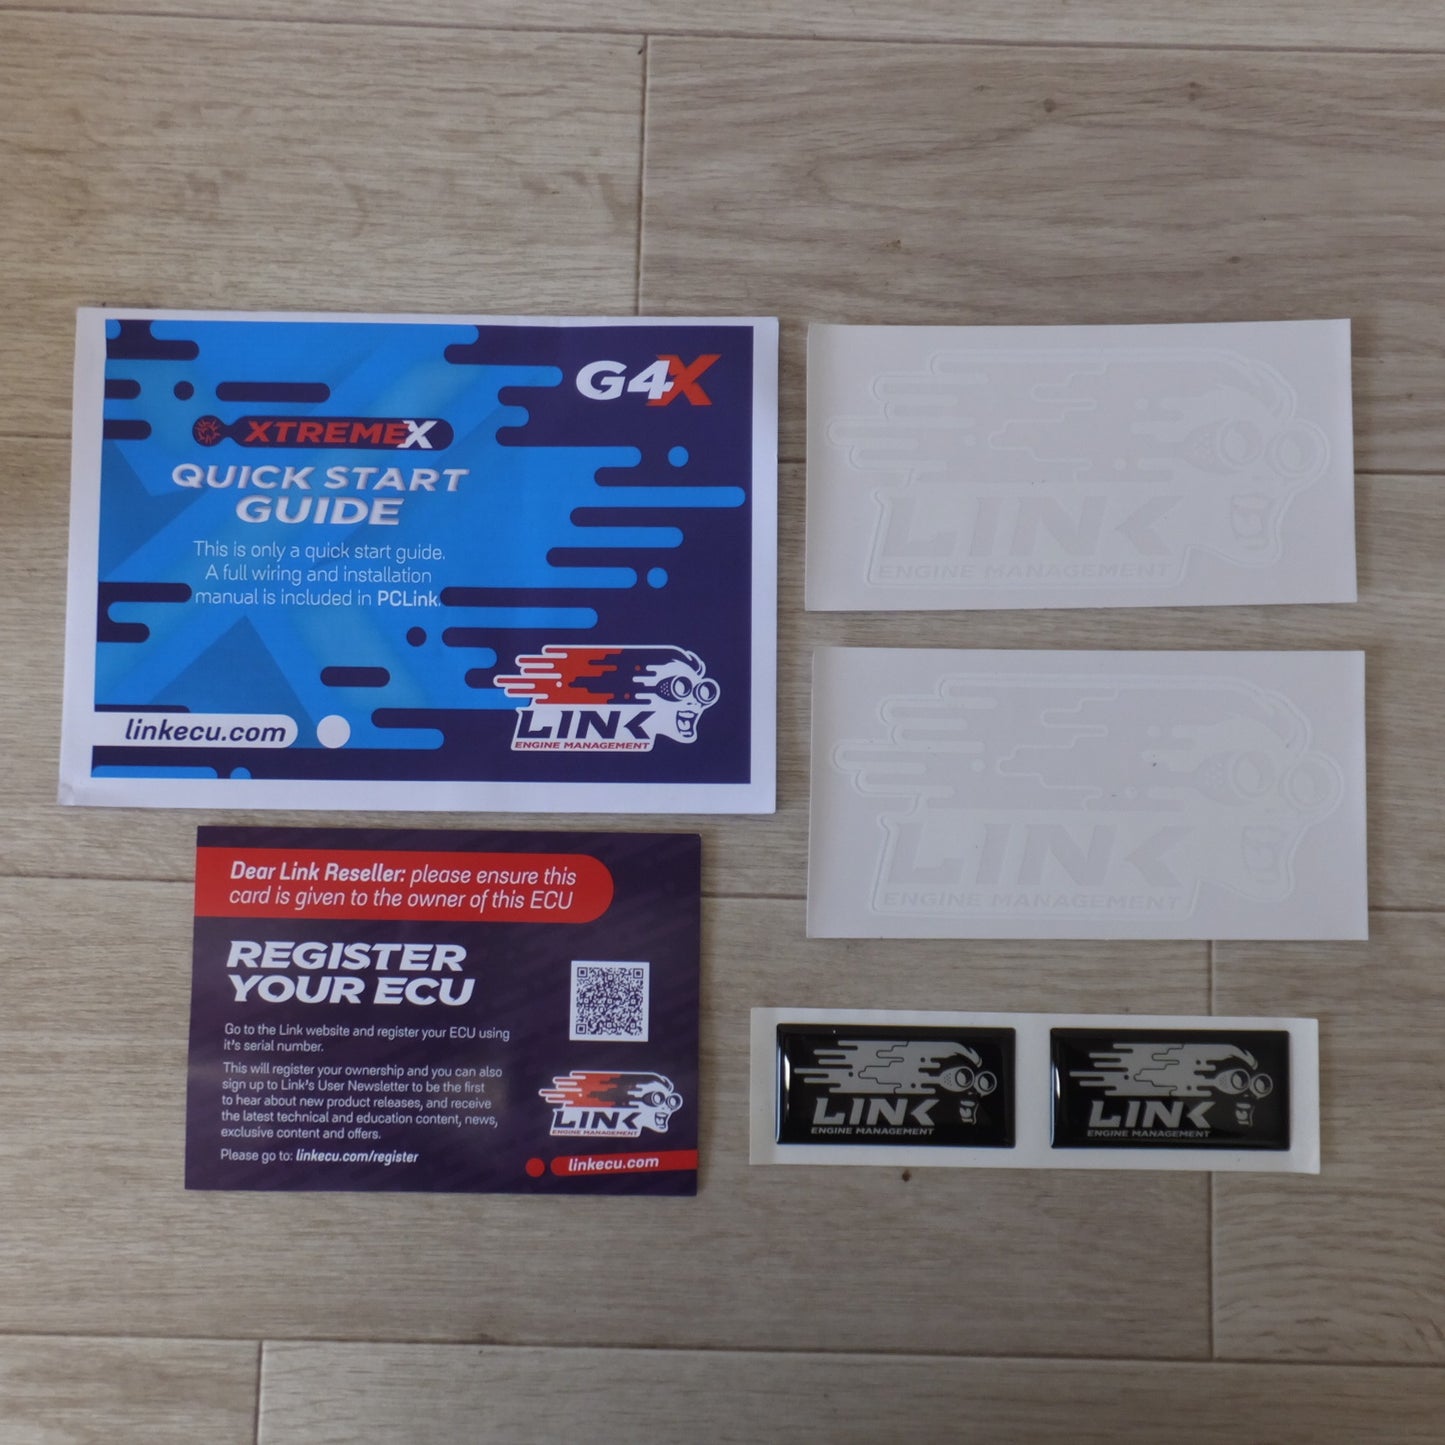 G4X
XTREMEX
QUICK START
GUIDE
This is only a quick start guide.
A full wiring and installation
manual is included in PCLink.
linkecu.com
LINK
ENGINE MANAGEMENT
Dear Link Reseller: please ensure this
card is given to the owner of this ECU
REGISTER
YOUR ECU
Go to the Link website and register your ECU using
it's serial number.
This will register your ownership and you can also
sign up to Link's User Newsletter to be the first
to hear about new product releases, and receive
the latest technical and education content, news,
exclusive content and offers.
Please go to: linkecu.com/register
LINK
ENGINE MANAGEMENT
linkecu.com
LINK
ENGINE MANAGEMENT
LINK
ENGINE MANAGEMENT
LINK
ENGINE MANAGEMENT
LINK
ENGINE MANAGEMENT